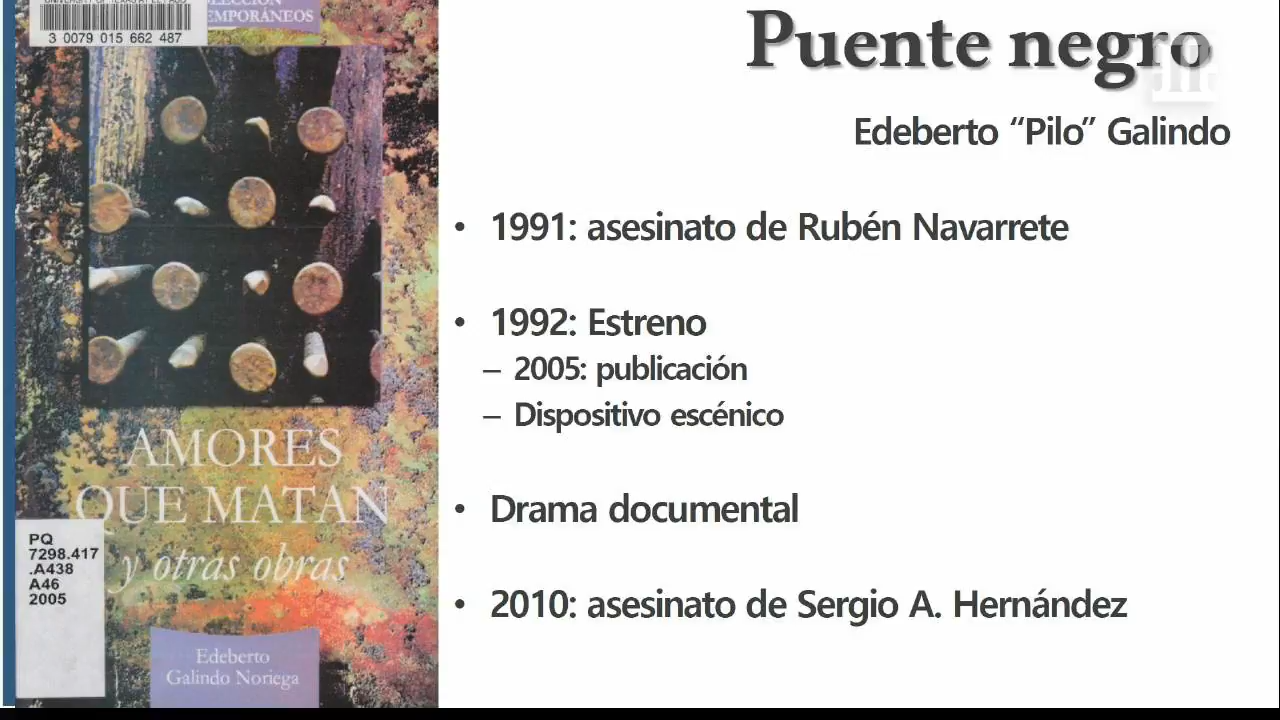 3 0079 015 662 487
COLECCIÓN
Puente negro
Edeberto “Pilo” Galindo
• 1991: asesinato de Rubén Navarrete
• 1992: Estreno
– 2005: publicación
– Dispositivo escénico
• Drama documental
• 2010: asesinato de Sergio A. Hernández
AMORES
QUE MATAN
y otras obras
PQ
7298.417
.A438
A46
2005
Edeberto
Galindo Noriega